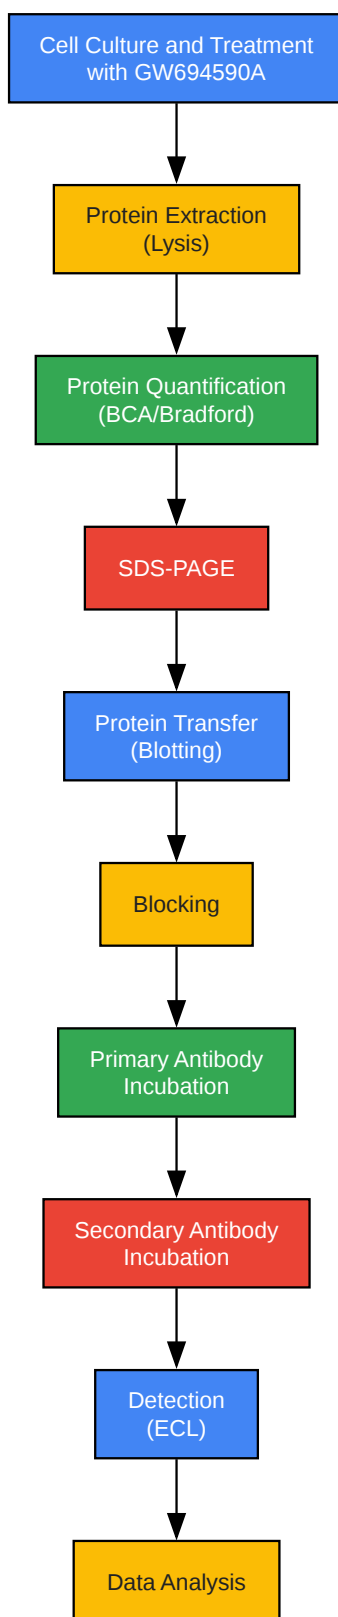 Cell Culture and Treatment
with GW694590A
Protein Extraction
(Lysis)
Protein Quantification
(BCA/Bradford)
SDS-PAGE
Protein Transfer
(Blotting)
Blocking
Primary Antibody
Incubation
Secondary Antibody
Incubation
Detection
(ECL)
Data Analysis